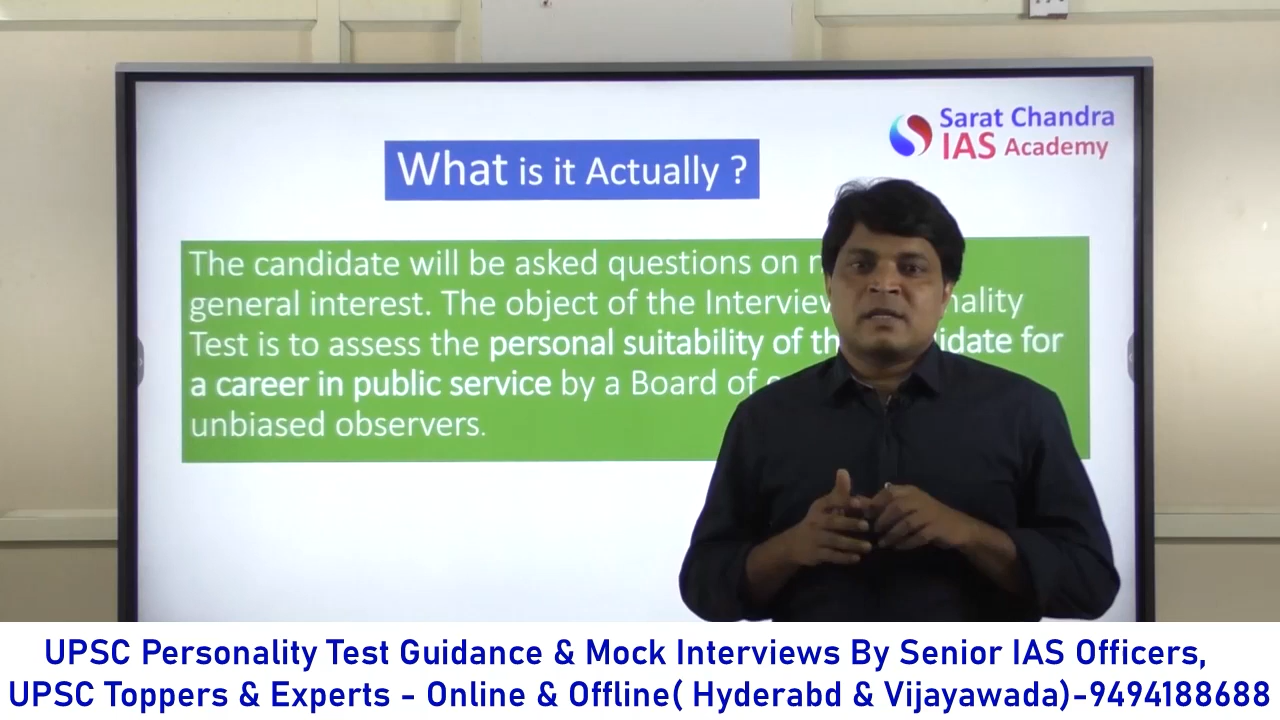 Sarat Chandra
IAS Academy
What is it Actually ?
The candidate will be asked questions on
general interest. The object of the Interview
Test is to assess the personal suitability of the candidate for
a career in public service by a Board of
unbiased observers.
UPSC Personality Test Guidance & Mock Interviews By Senior IAS Officers,
UPSC Toppers & Experts - Online & Offline( Hyderabd & Vijayawada)-9494188688